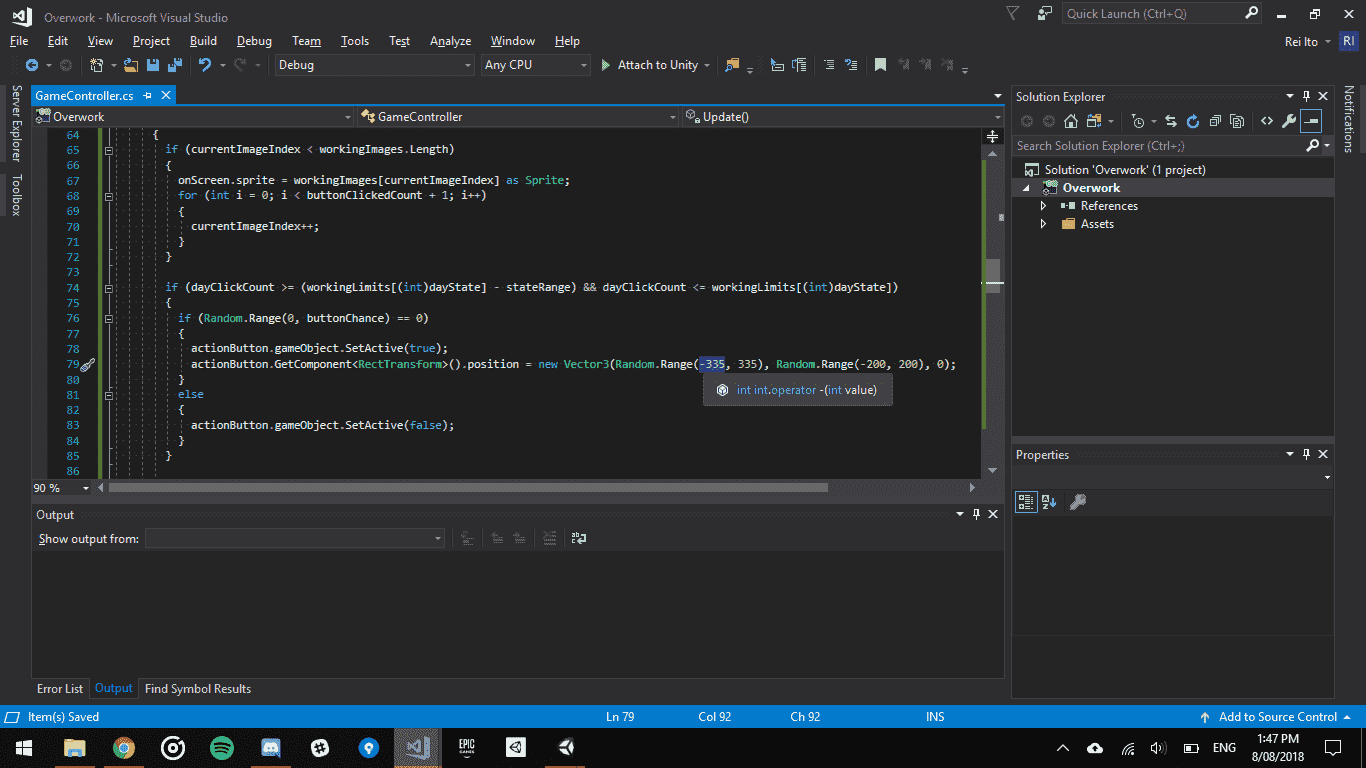 Overwork - Microsoft Visual Studio
Quick Launch (Ctrl+Q)
File Edit View Project Build Debug Team Tools Test Analyze Window Help
Rei Ito RI
Debug Any CPU Attach to Unity
Server Explorer
Toolbox
GameController.cs
Overwork GameController Update()
64 {
65 if (currentImageIndex < workingImages.Length)
66 {
67 onScreen.sprite = workingImages[currentImageIndex] as Sprite;
68 for (int i = 0; i < buttonClickedCount + 1; i++)
69 {
70 currentImageIndex++;
71 }
72 }
73
74 if (dayClickCount >= (workingLimits[(int)dayState] - stateRange) && dayClickCount <= workingLimits[(int)dayState])
75 {
76 if (Random.Range(0, buttonChance) == 0)
77 {
78 actionButton.gameObject.SetActive(true);
79 actionButton.GetComponent<RectTransform>().position = new Vector3(Random.Range(-335, 335), Random.Range(-200, 200), 0);
80 }
int int.operator -(int value)
81 else
82 {
83 actionButton.gameObject.SetActive(false);
84 }
85 }
86
90 %
Output
Show output from:
Error List Output Find Symbol Results
Solution Explorer
Search Solution Explorer (Ctrl+;)
Solution 'Overwork' (1 project)
Overwork
References
Assets
Properties
Notifications
Item(s) Saved Ln 79 Col 92 Ch 92 INS Add to Source Control
EPIC GAMES
ENG
1:47 PM
8/08/2018